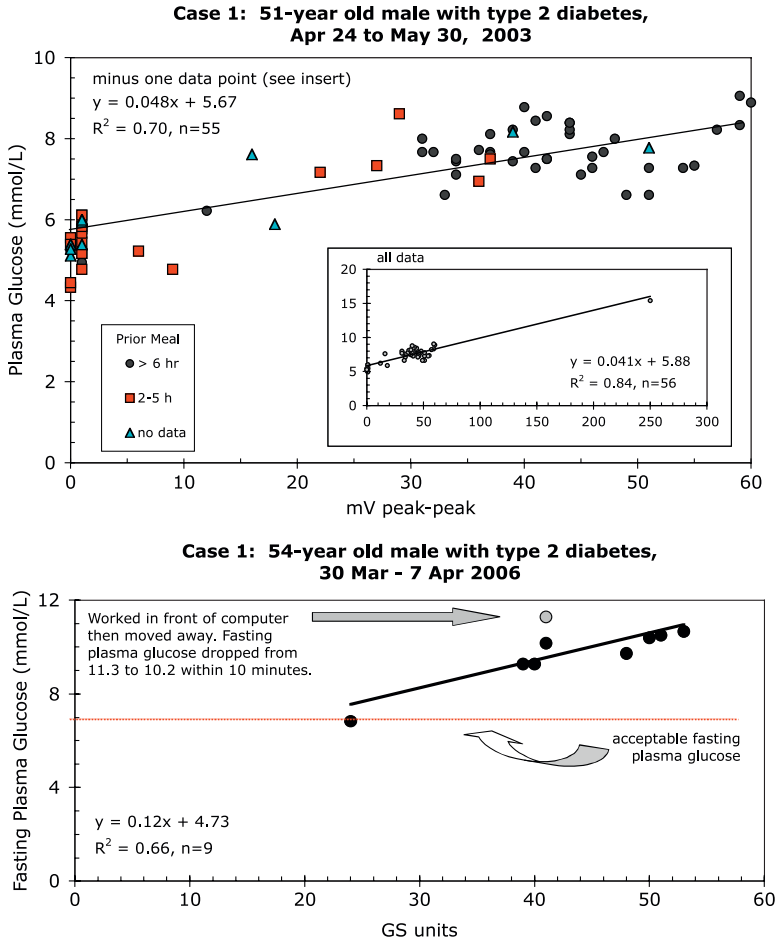 Case 1: 51-year old male with type 2 diabetes,
Apr 24 to May 30, 2003
Plasma Glucose (mmol/L)
10
8
6
4
2
0
minus one data point (see insert)
y = 0.048x + 5.67
R² = 0.70, n=55
Prior Meal
> 6 hr
2-5 h
no data
all data
20
15
10
5
0
y = 0.041x + 5.88
R² = 0.84, n=56
0 50 100 150 200 250 300
0 10 20 30 40 50 60
mV peak-peak
Case 1: 54-year old male with type 2 diabetes,
30 Mar - 7 Apr 2006
Fasting Plasma Glucose (mmol/L)
12
8
4
0
Worked in front of computer
then moved away. Fasting
plasma glucose dropped from
11.3 to 10.2 within 10 minutes.
acceptable fasting
plasma glucose
y = 0.12x + 4.73
R² = 0.66, n=9
0 10 20 30 40 50 60
GS units